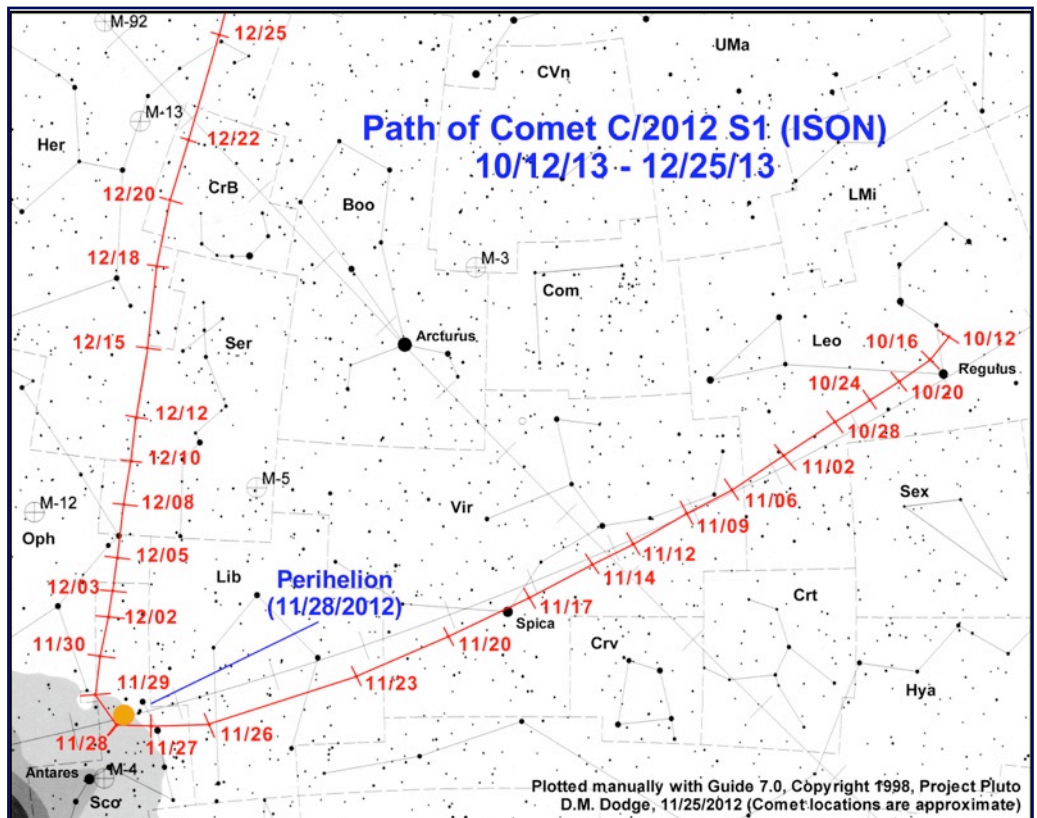 M-92
12/25
UMa
CVn
M-13
Path of Comet C/2012 S1 (ISON)
10/12/13 - 12/25/13
Her
12/22
CrB
12/20
Boo
LMi
12/18
M-3
Com
12/15
Ser
Arcturus
Leo
10/16
10/12
Regulus
10/24
10/20
12/12
10/28
12/10
11/02
M-5
12/08
11/06
Sex
M-12
Vir
11/09
Oph
12/05
11/12
Lib
Perihelion
(11/28/2012)
11/14
12/03
Crt
11/17
12/02
Spica
11/20
Crv
11/30
11/23
11/29
Hya
11/28
11/27
11/26
Antares
M-4
Sco
Plotted manually with Guide 7.0, Copyright 1998, Project Pluto
D.M. Dodge, 11/25/2012 (Comet locations are approximate)